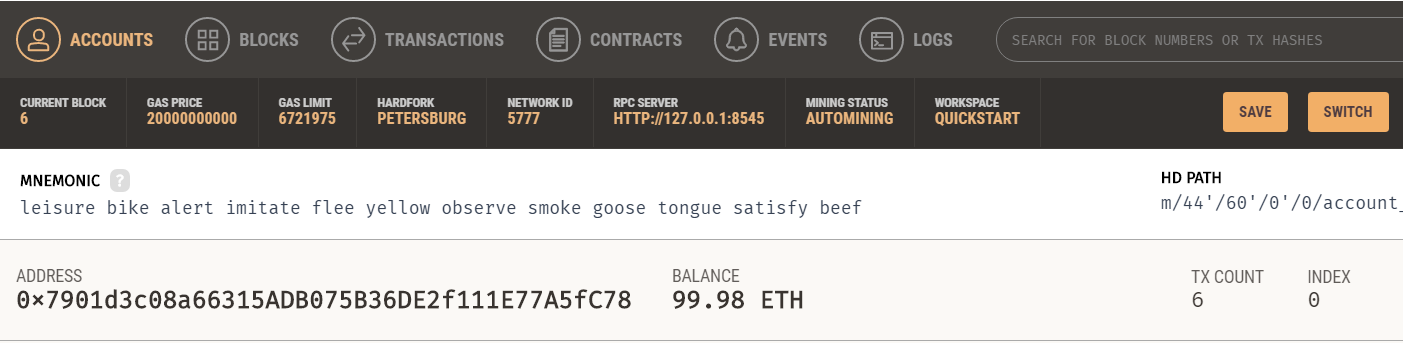 ACCOUNTS BLOCKS TRANSACTIONS CONTRACTS EVENTS LOGS SEARCH FOR BLOCK NUMBERS OR TX HASHES
CURRENT BLOCK GAS PRICE GAS LIMIT HARDFORK NETWORK ID RPC SERVER MINING STATUS WORKSPACE
6 20000000000 6721975 PETERSBURG 5777 HTTP://127.0.0.1:8545 AUTOMINING QUICKSTART SAVE SWITCH
MNEMONIC ? HD PATH
leisure bike alert imitate flee yellow observe smoke goose tongue satisfy beef m/44'/60'/0'/0/account_
ADDRESS BALANCE TX COUNT INDEX
0×7901d3c08a66315ADB075B36DE2f111E77A5fC78 99.98 ETH 6 0